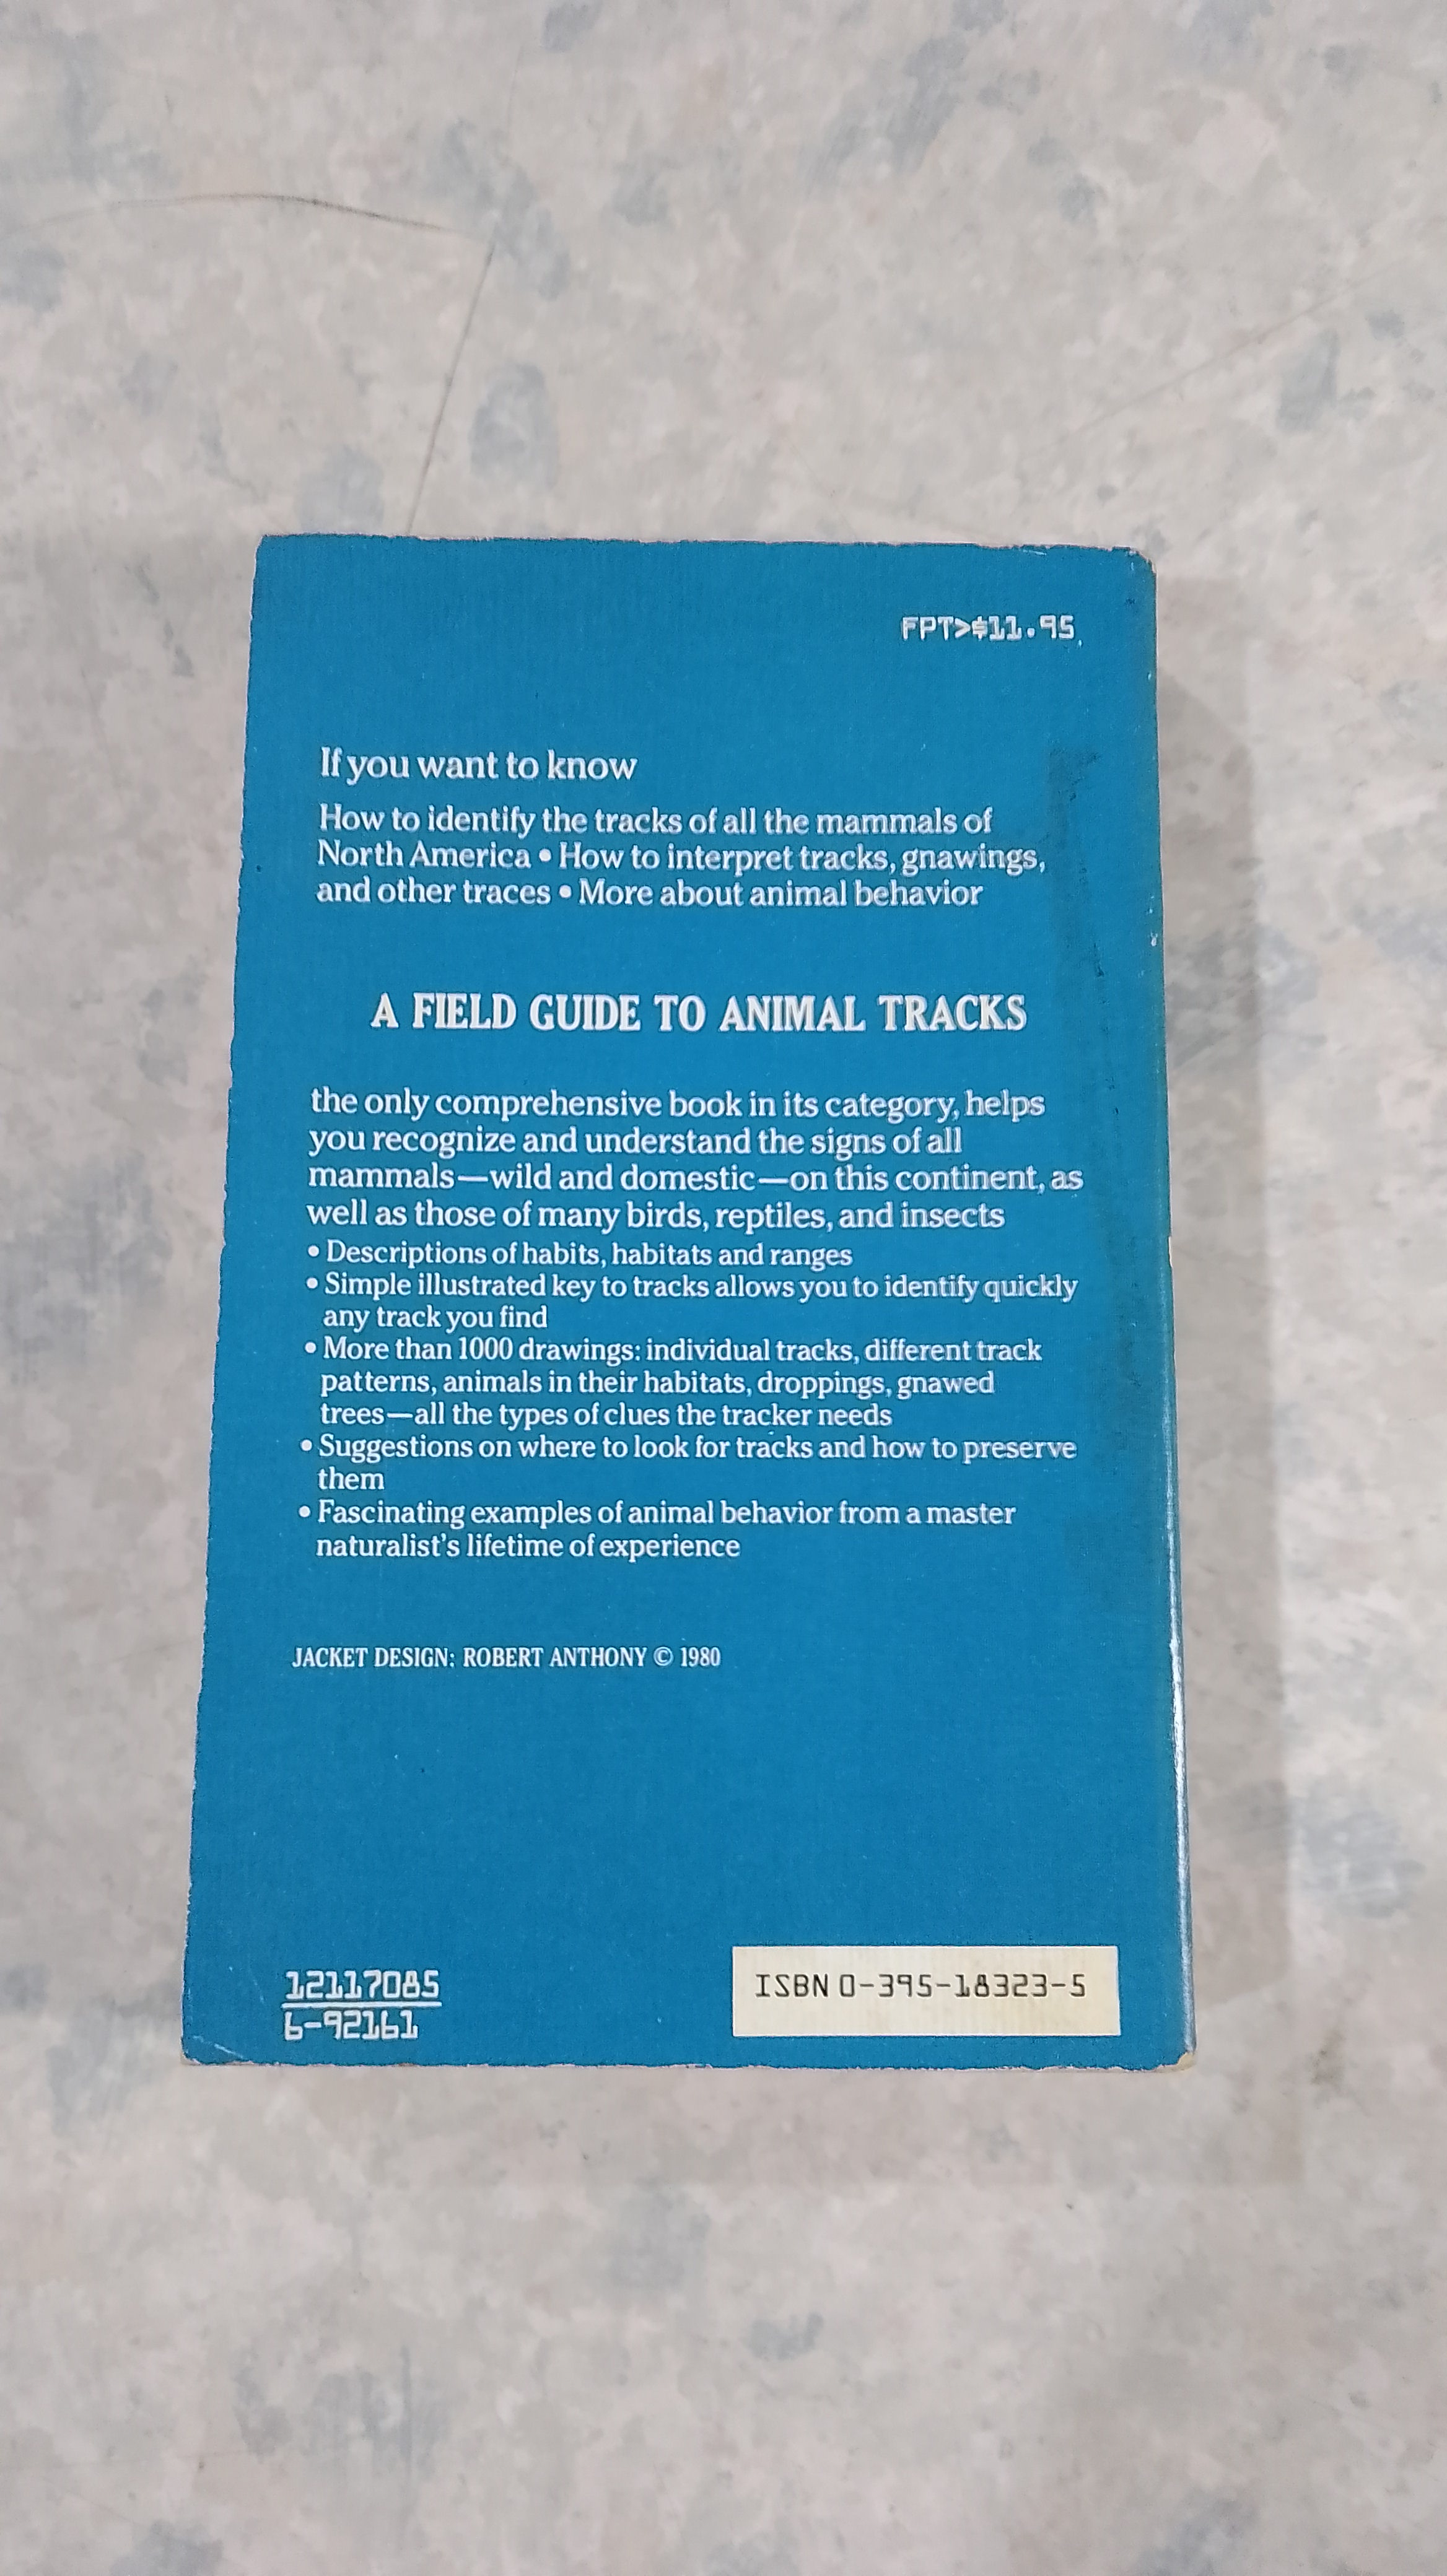 FPT>$11.95
If you want to know
How to identify the tracks of all the mammals of
North America • How to interpret tracks, gnawings,
and other traces • More about animal behavior
A FIELD GUIDE TO ANIMAL TRACKS
the only comprehensive book in its category, helps
you recognize and understand the signs of all
mammals—wild and domestic—on this continent, as
well as those of many birds, reptiles, and insects
• Descriptions of habits, habitats and ranges
• Simple illustrated key to tracks allows you to identify quickly
any track you find
• More than 1000 drawings: individual tracks, different track
patterns, animals in their habitats, droppings, gnawed
trees—all the types of clues the tracker needs
• Suggestions on where to look for tracks and how to preserve
them
• Fascinating examples of animal behavior from a master
naturalist's lifetime of experience
JACKET DESIGN: ROBERT ANTHONY © 1980
12117085
6-92161
ISBN 0-395-18323-5